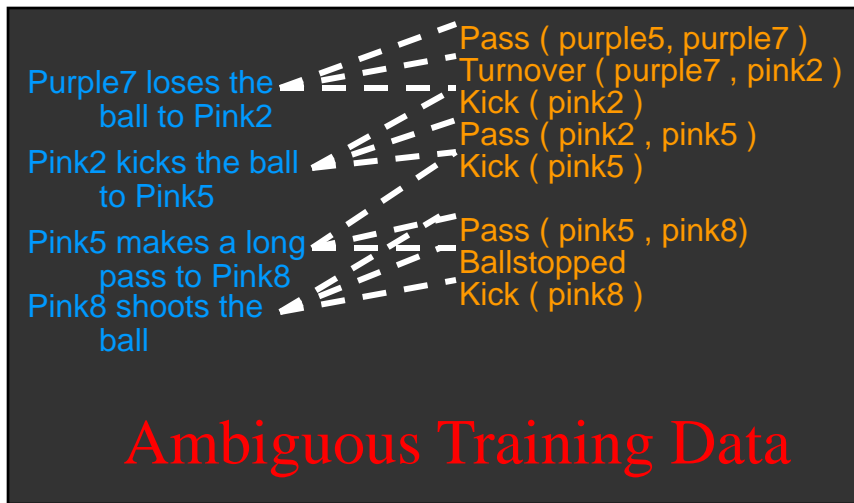 Purple7 loses the
ball to Pink2
Pink2 kicks the ball
to Pink5
Pink5 makes a long
pass to Pink8
Pink8 shoots the
ball
Pass ( purple5, purple7 )
Turnover ( purple7 , pink2 )
Kick ( pink2 )
Pass ( pink2 , pink5 )
Kick ( pink5 )
Pass ( pink5 , pink8)
Ballstopped
Kick ( pink8 )
Ambiguous Training Data